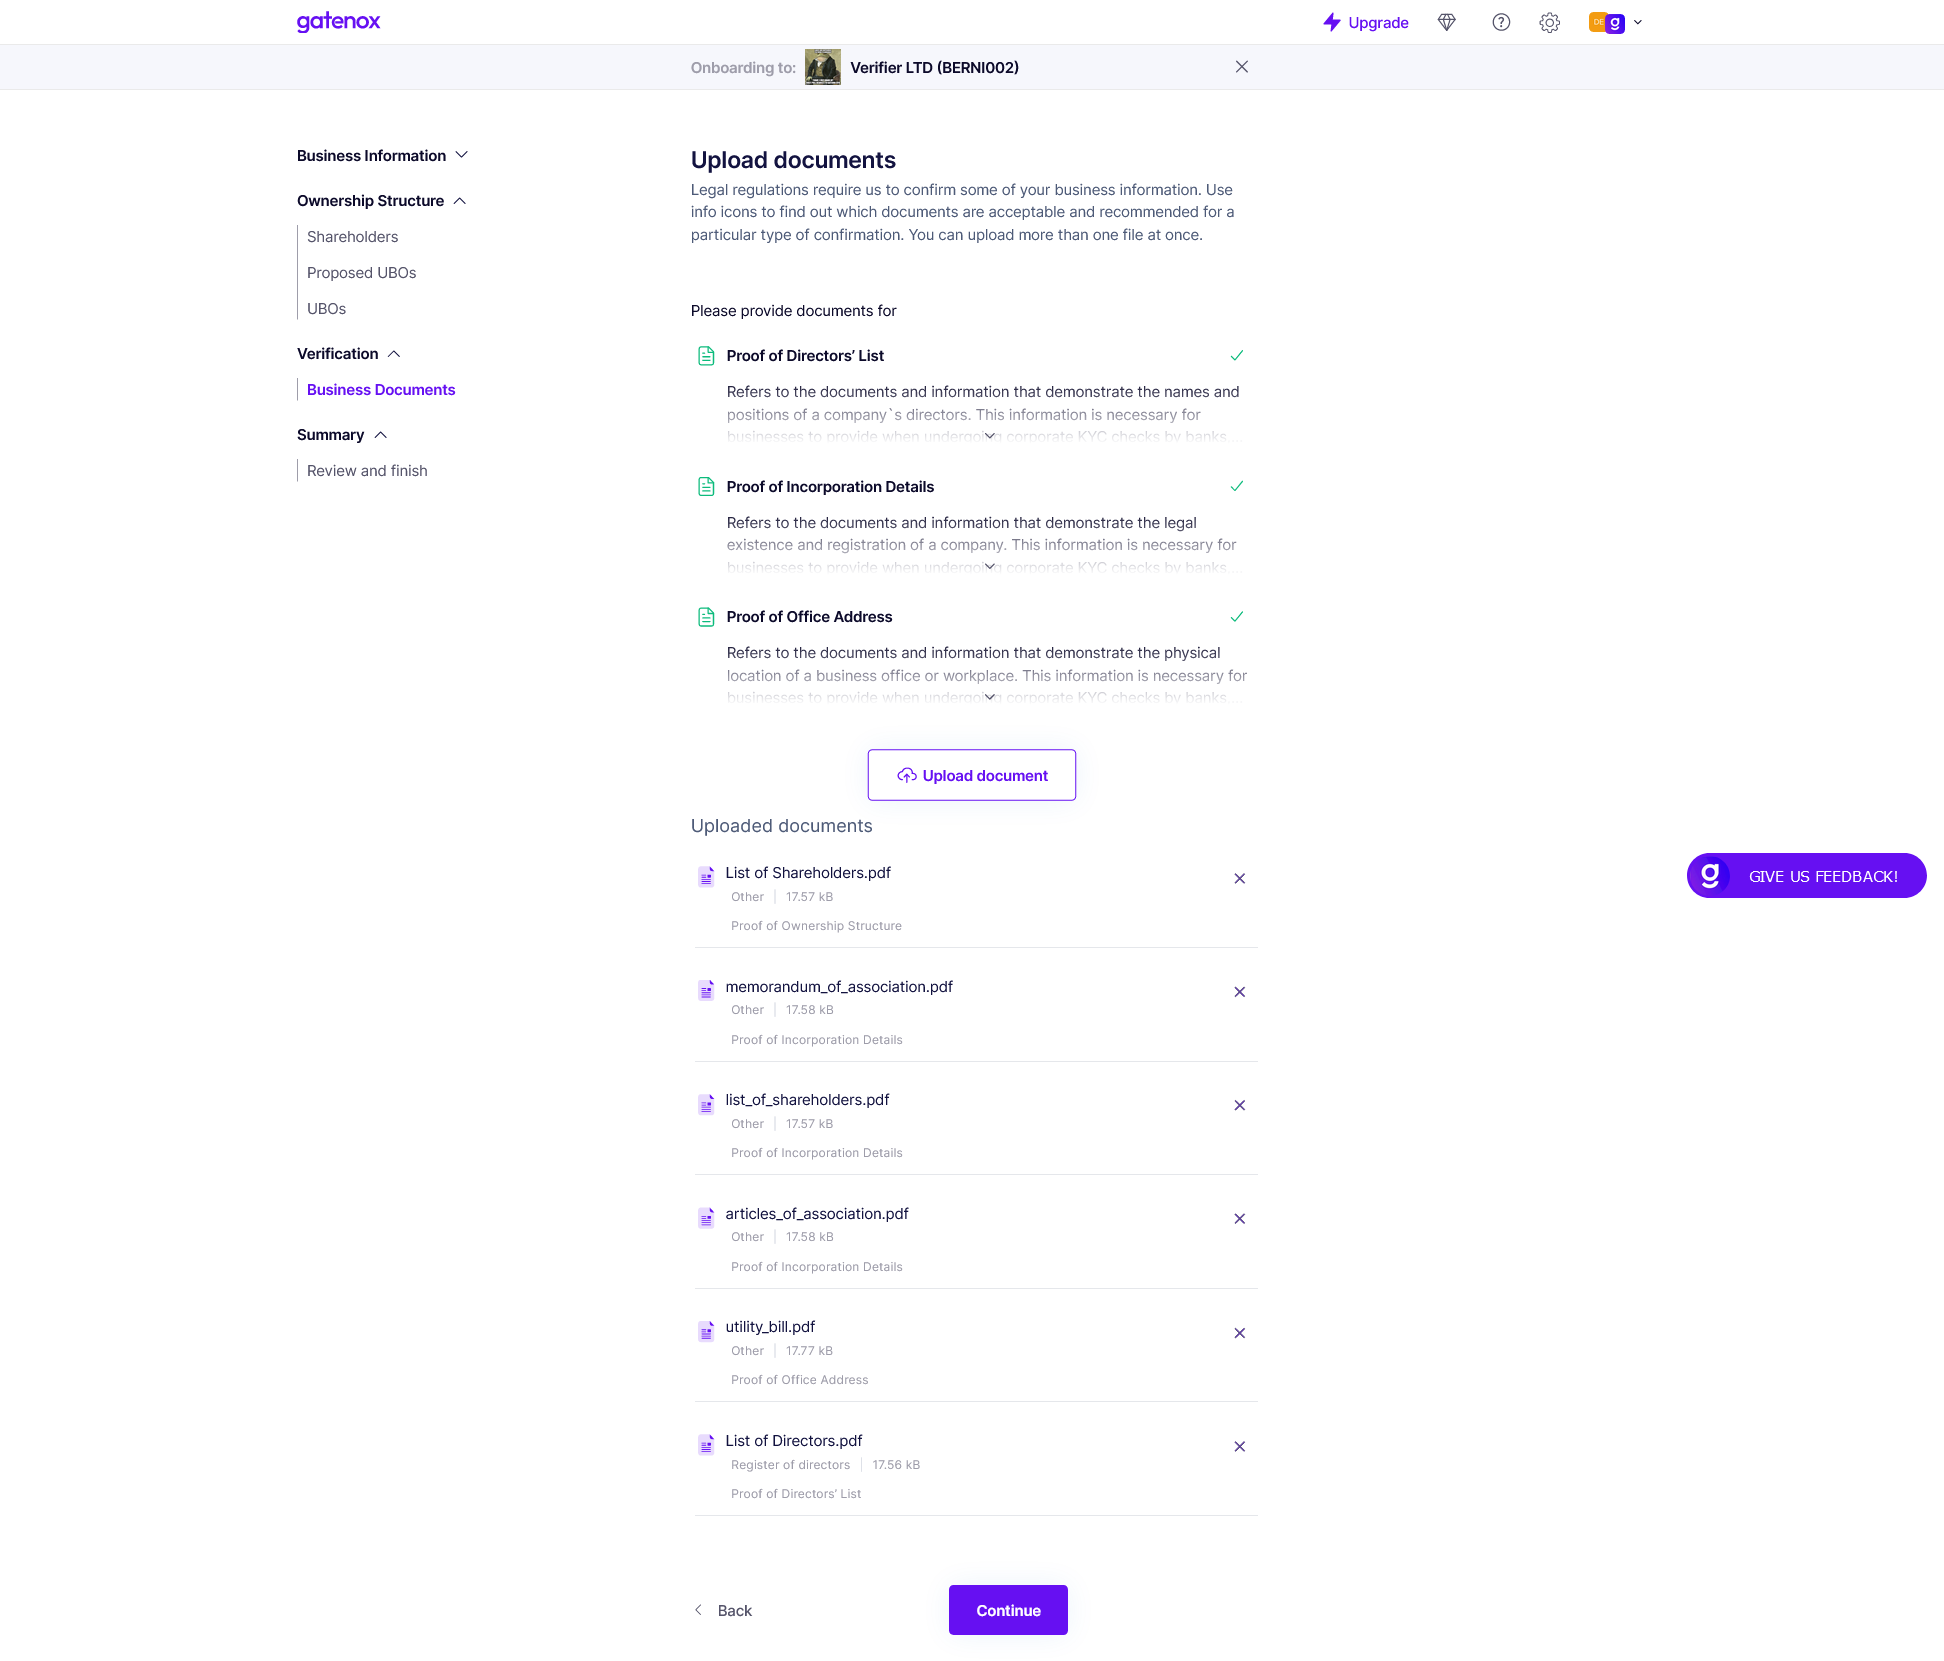 gatenox
Upgrade
DE g
Onboarding to: Verifier LTD (BERNI002)
Business Information
Ownership Structure
Shareholders
Proposed UBOs
UBOs
Verification
Business Documents
Summary
Review and finish
Upload documents
Legal regulations require us to confirm some of your business information. Use
info icons to find out which documents are acceptable and recommended for a
particular type of confirmation. You can upload more than one file at once.
Please provide documents for
Proof of Directors’ List
Refers to the documents and information that demonstrate the names and
positions of a company`s directors. This information is necessary for
businesses to provide when undergoing corporate KYC checks by banks,...
Proof of Incorporation Details
Refers to the documents and information that demonstrate the legal
existence and registration of a company. This information is necessary for
businesses to provide when undergoing corporate KYC checks by banks,...
Proof of Office Address
Refers to the documents and information that demonstrate the physical
location of a business office or workplace. This information is necessary for
businesses to provide when undergoing corporate KYC checks by banks,...
Upload document
Uploaded documents
List of Shareholders.pdf
Other | 17.57 kB
Proof of Ownership Structure
memorandum_of_association.pdf
Other | 17.58 kB
Proof of Incorporation Details
list_of_shareholders.pdf
Other | 17.57 kB
Proof of Incorporation Details
articles_of_association.pdf
Other | 17.58 kB
Proof of Incorporation Details
utility_bill.pdf
Other | 17.77 kB
Proof of Office Address
List of Directors.pdf
Register of directors | 17.56 kB
Proof of Directors’ List
Back
Continue
g GIVE US FEEDBACK!